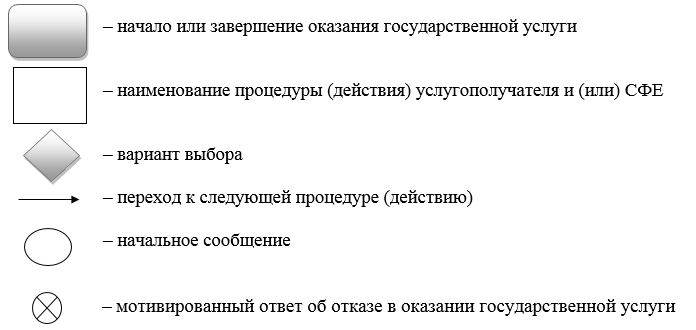 – начало или завершение оказания государственной услуги
– наименование процедуры (действия) услугополучателя и (или) СФЕ
– вариант выбора
– переход к следующей процедуре (действию)
– начальное сообщение
– мотивированный ответ об отказе в оказании государственной услуги